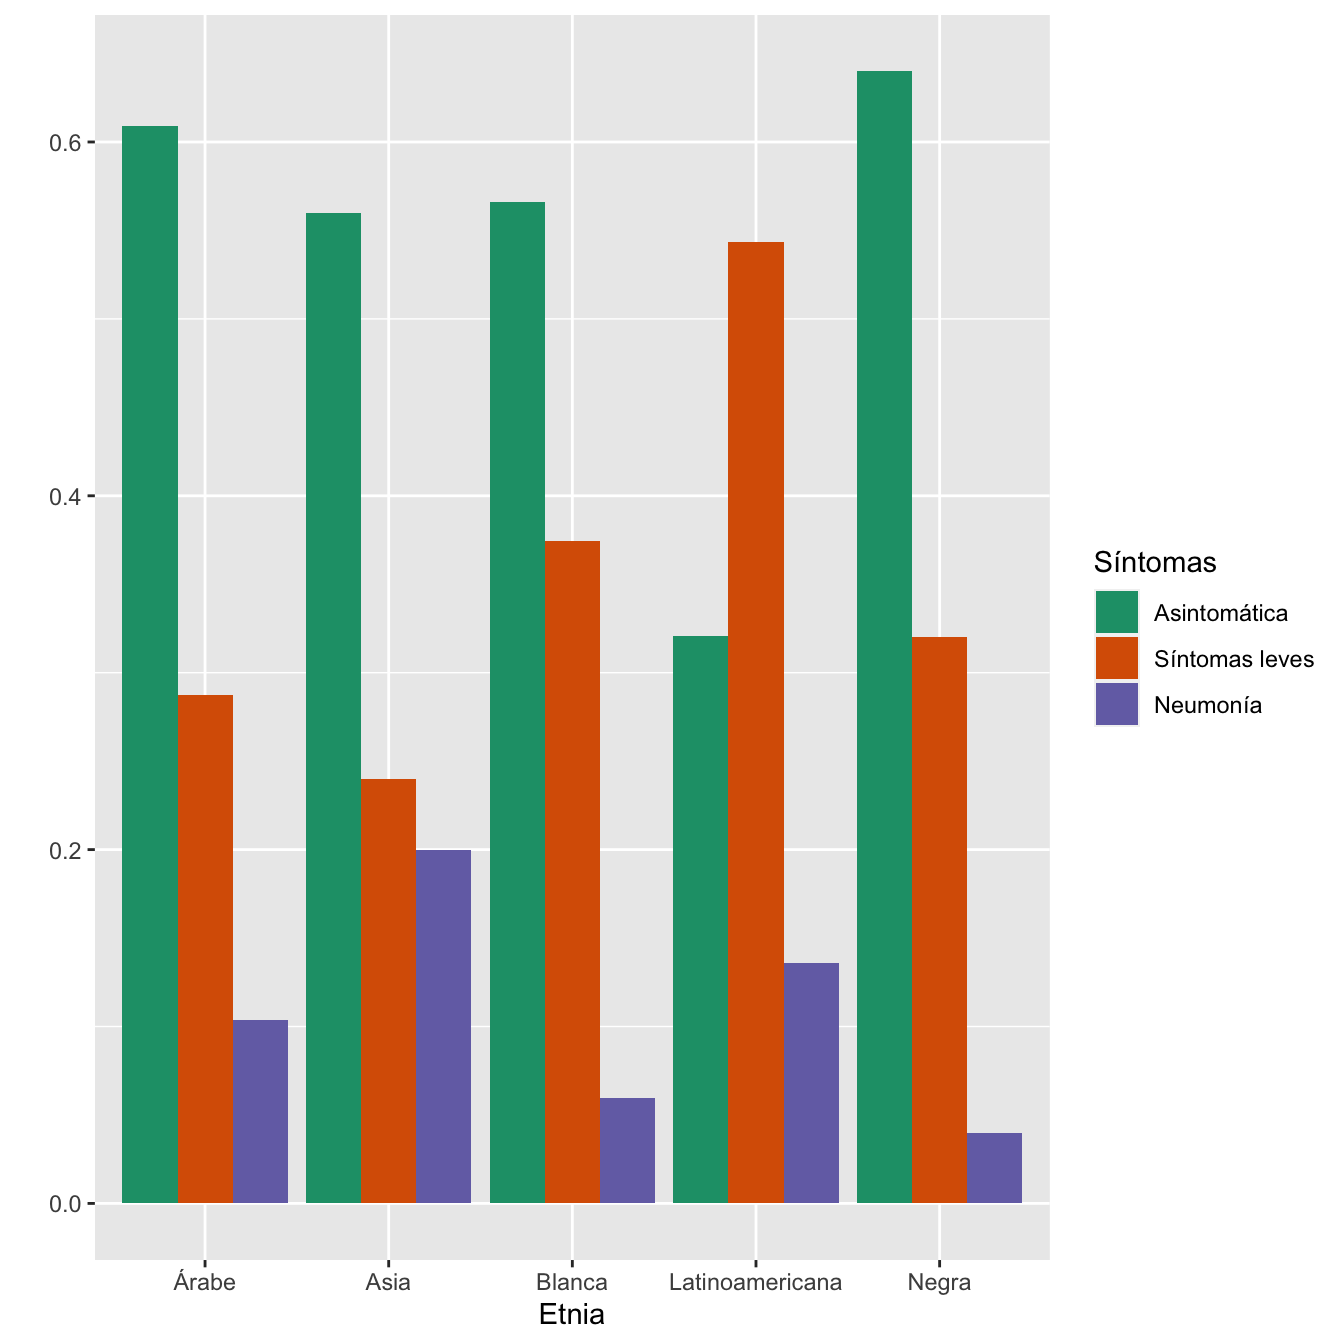 0.6
0.4
0.2
0.0
Árabe
Asia
Blanca
Latinoamericana
Negra
Etnia
Síntomas
Asintomática
Síntomas leves
Neumonía